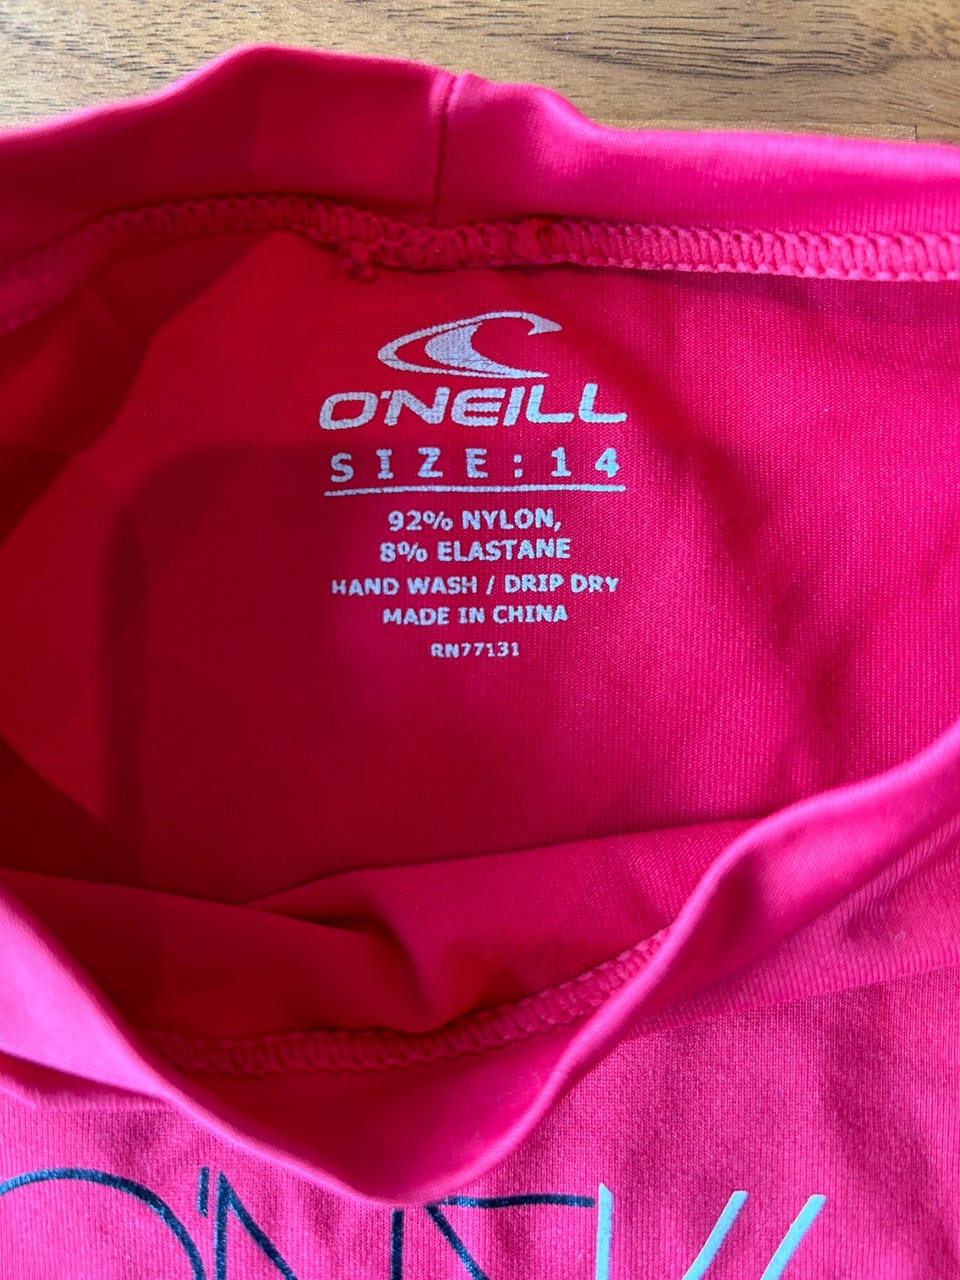 O'NEILL
SIZE:14
92% NYLON,
8% ELASTANE
HAND WASH / DRIP DRY
MADE IN CHINA
RN77131